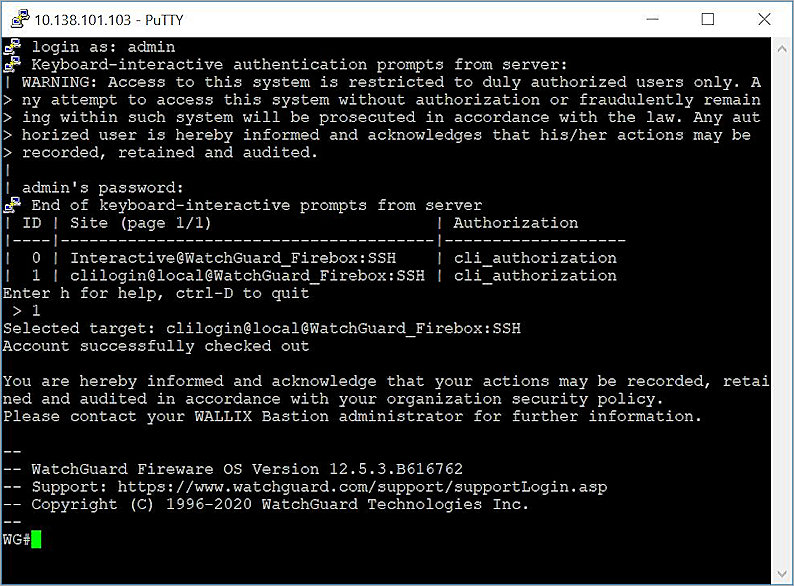 10.138.101.103 - PuTTY
login as: admin
Keyboard-interactive authentication prompts from server:
| WARNING: Access to this system is restricted to duly authorized users only. A
> ny attempt to access this system without authorization or fraudulently remain
> ing within such system will be prosecuted in accordance with the law. Any aut
> horized user is hereby informed and acknowledges that his/her actions may be
> recorded, retained and audited.
|
| admin's password:
End of keyboard-interactive prompts from server
| ID | Site (page 1/1)                       | Authorization
|----|---------------------------------------|-------------------
|  0 | Interactive@WatchGuard_Firebox:SSH    | cli_authorization
|  1 | clilogin@local@WatchGuard_Firebox:SSH | cli_authorization
Enter h for help, ctrl-D to quit
 > 1
Selected target: clilogin@local@WatchGuard_Firebox:SSH
Account successfully checked out

You are hereby informed and acknowledge that your actions may be recorded, retai
ned and audited in accordance with your organization security policy.
Please contact your WALLIX Bastion administrator for further information.

--
-- WatchGuard Fireware OS Version 12.5.3.B616762
-- Support: https://www.watchguard.com/support/supportLogin.asp
-- Copyright (C) 1996-2020 WatchGuard Technologies Inc.
--
WG#